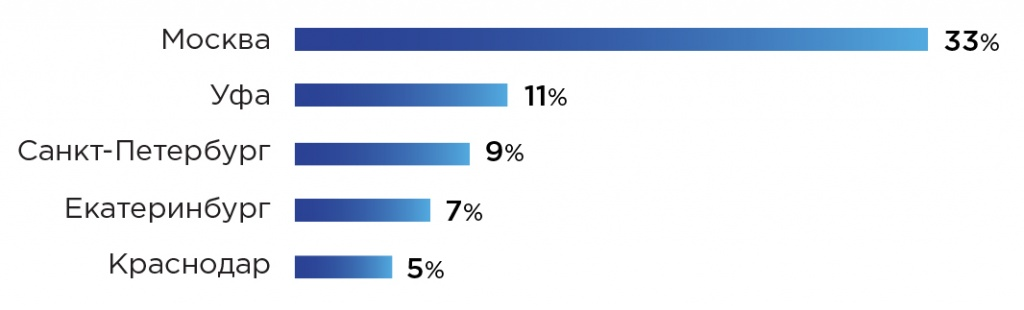 Москва 33%
Уфа 11%
Санкт-Петербург 9%
Екатеринбург 7%
Краснодар 5%